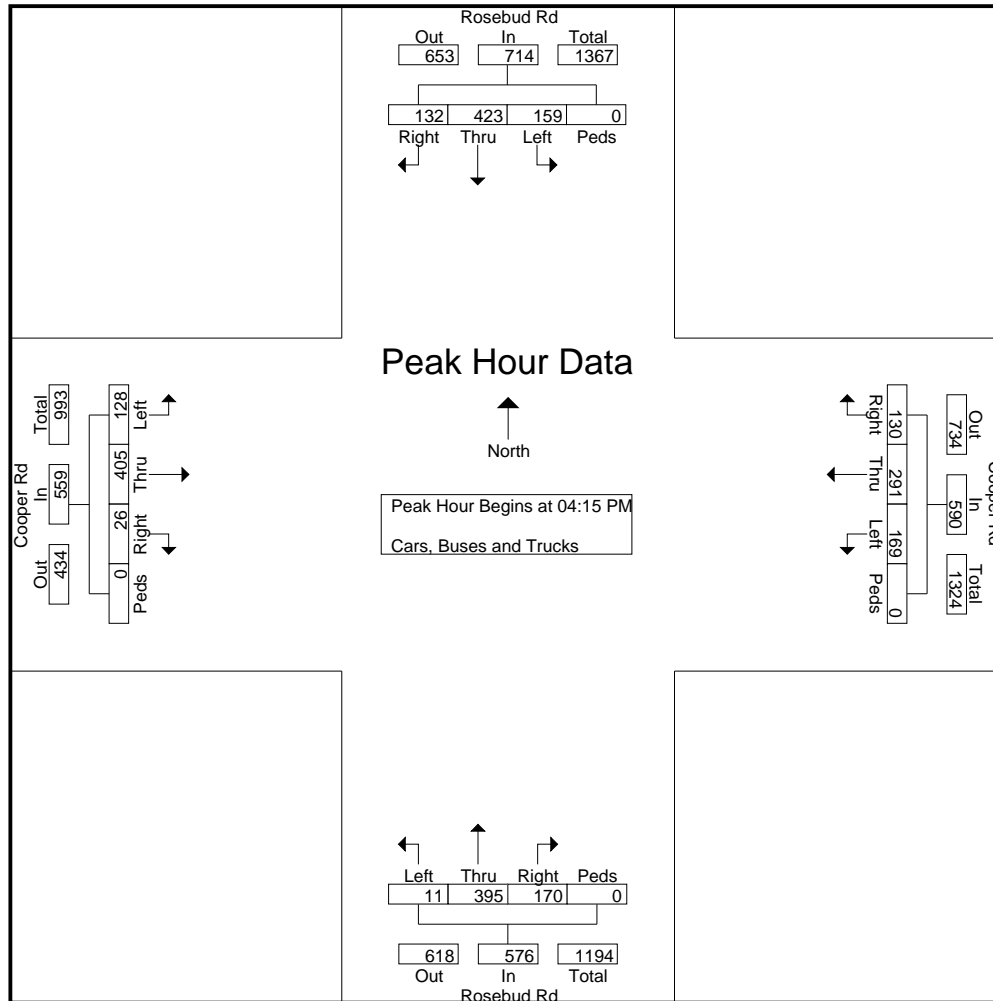 Rosebud Rd
Out In Total
653 714 1367
132 423 159 0
Right Thru Left Peds
Peak Hour Data
North
Peak Hour Begins at 04:15 PM
Cars, Buses and Trucks
Cooper Rd
Total In Out
993 559 434
128 405 26 0
Left Thru Right Peds
Cooper Rd
Out In Total
734 590 1324
130 291 169 0
Right Thru Left Peds
Left Thru Right Peds
11 395 170 0
618 576 1194
Out In Total
Rosebud Rd